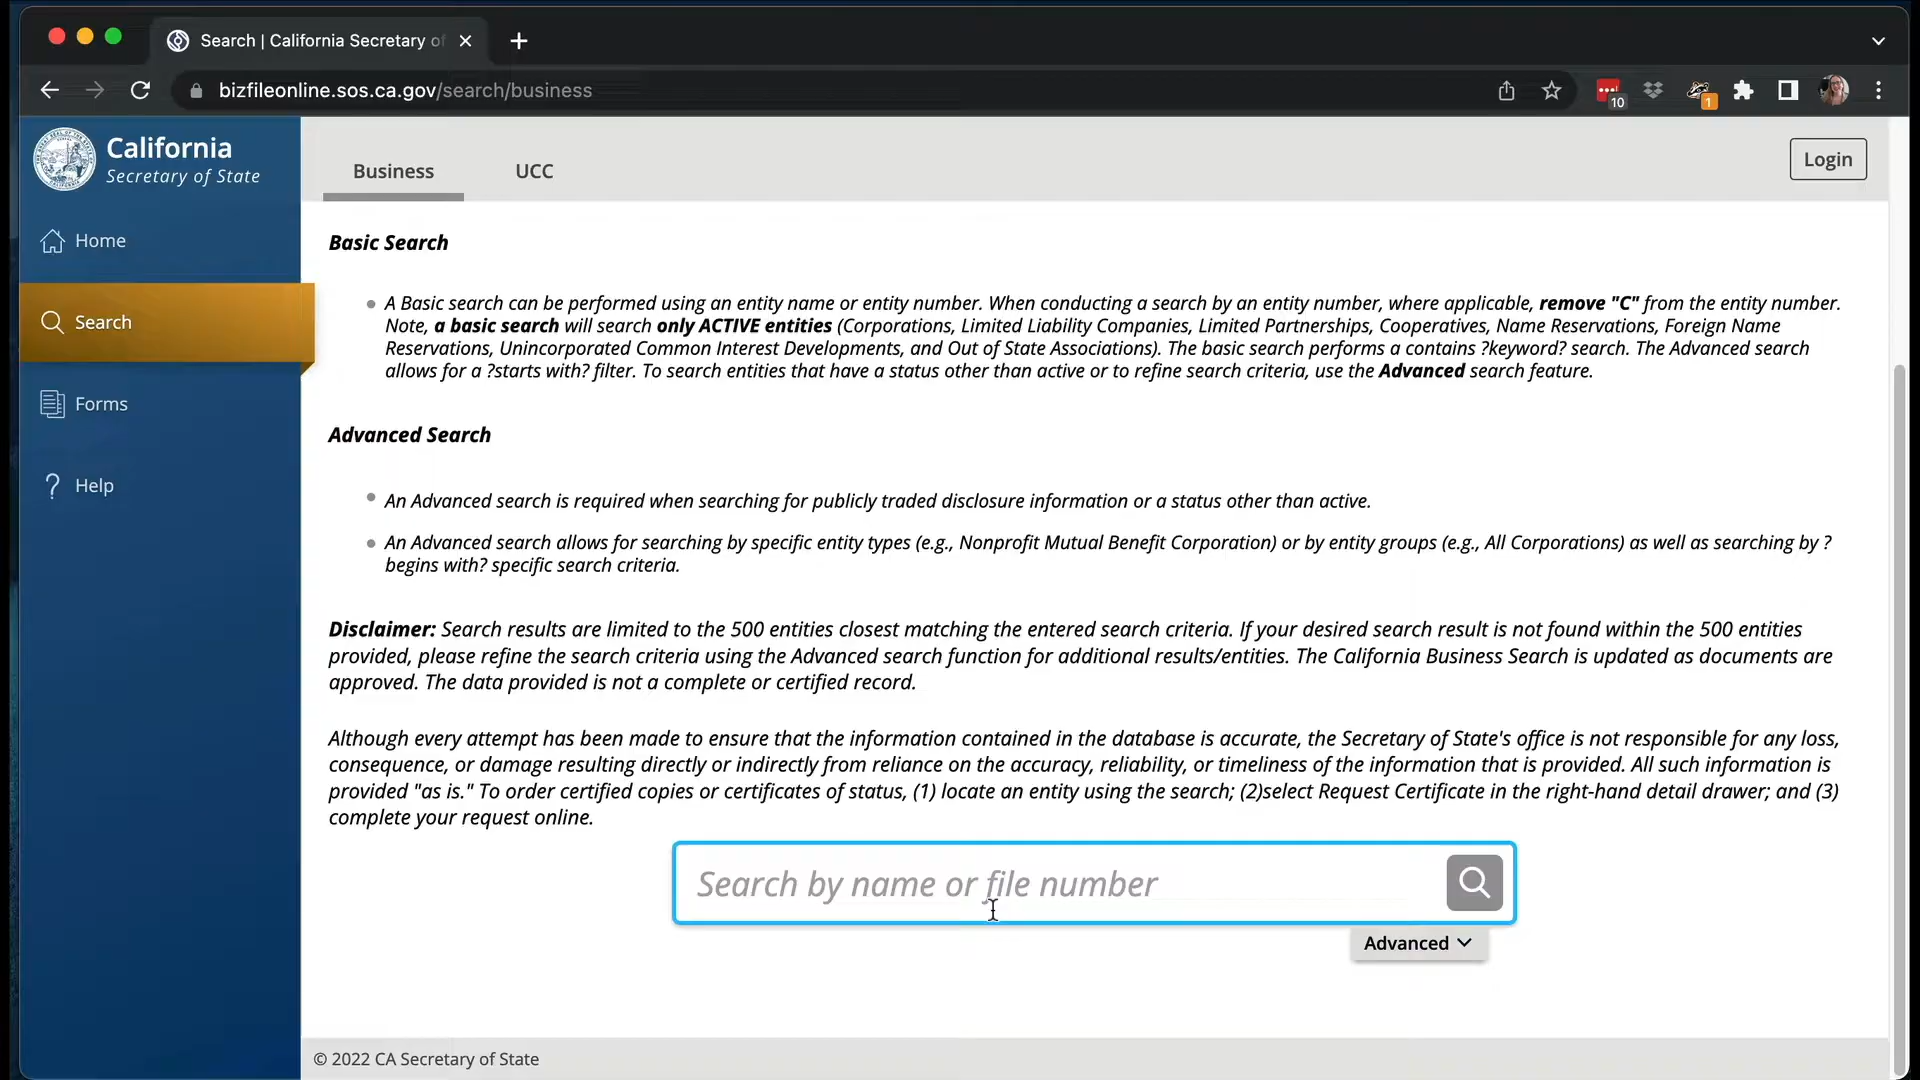 Search | California Secretary of
bizfileonline.sos.ca.gov/search/business
10
1
California
Secretary of State
Business
UCC
Login
Home
Search
Forms
Help
Basic Search
A Basic search can be performed using an entity name or entity number. When conducting a search by an entity number, where applicable, remove "C" from the entity number.
Note, a basic search will search only ACTIVE entities (Corporations, Limited Liability Companies, Limited Partnerships, Cooperatives, Name Reservations, Foreign Name
Reservations, Unincorporated Common Interest Developments, and Out of State Associations). The basic search performs a contains ?keyword? search. The Advanced search
allows for a ?starts with? filter. To search entities that have a status other than active or to refine search criteria, use the Advanced search feature.
Advanced Search
An Advanced search is required when searching for publicly traded disclosure information or a status other than active.
An Advanced search allows for searching by specific entity types (e.g., Nonprofit Mutual Benefit Corporation) or by entity groups (e.g., All Corporations) as well as searching by ?
begins with? specific search criteria.
Disclaimer: Search results are limited to the 500 entities closest matching the entered search criteria. If your desired search result is not found within the 500 entities
provided, please refine the search criteria using the Advanced search function for additional results/entities. The California Business Search is updated as documents are
approved. The data provided is not a complete or certified record.
Although every attempt has been made to ensure that the information contained in the database is accurate, the Secretary of State's office is not responsible for any loss,
consequence, or damage resulting directly or indirectly from reliance on the accuracy, reliability, or timeliness of the information that is provided. All such information is
provided "as is." To order certified copies or certificates of status, (1) locate an entity using the search; (2)select Request Certificate in the right-hand detail drawer; and (3)
complete your request online.
Search by name or file number
Advanced
© 2022 CA Secretary of State